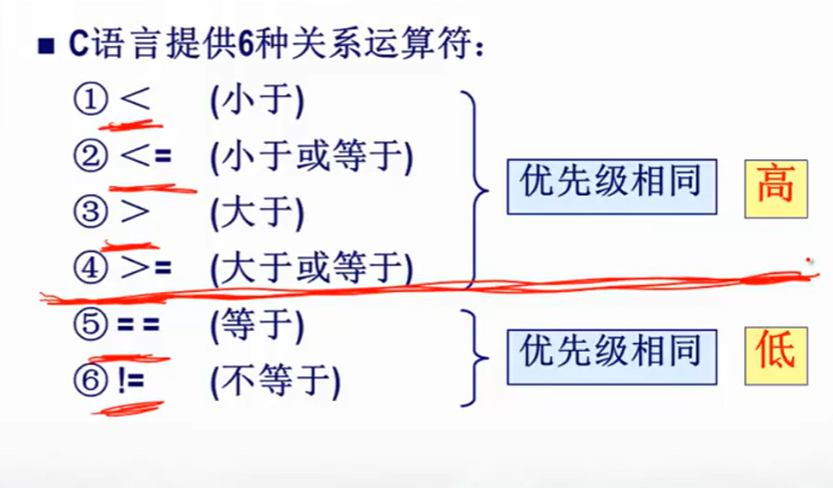 ■ C语言提供6种关系运算符：
① < (小于)
② <= (小于或等于)
③ > (大于)
④ >= (大于或等于)
优先级相同 高
⑤ == (等于)
⑥ != (不等于)
优先级相同 低